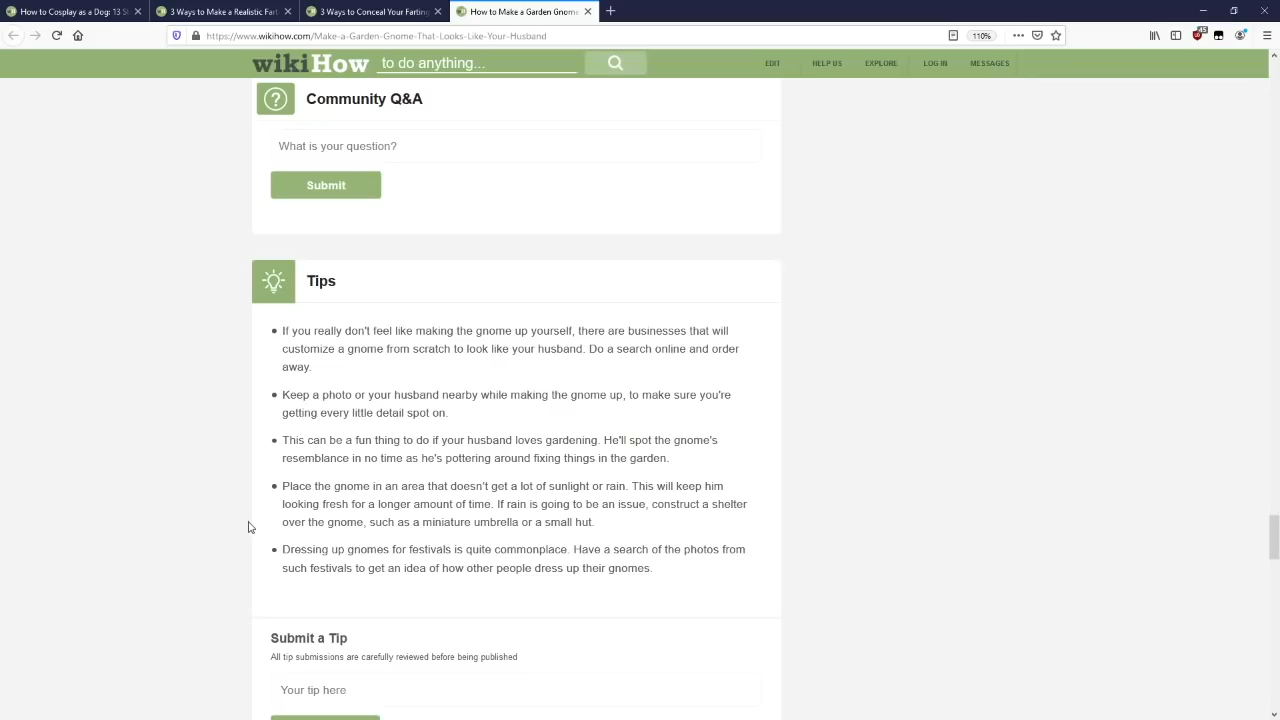 How to Cosplay as a Dog: 13 St
3 Ways to Make a Realistic Fart
3 Ways to Conceal Your Farting
How to Make a Garden Gnome
https://www.wikihow.com/Make-a-Garden-Gnome-That-Looks-Like-Your-Husband
110%
wikiHow to do anything...
EDIT
HELP US
EXPLORE
LOG IN
MESSAGES
Community Q&A
What is your question?
Submit
Tips
If you really don't feel like making the gnome up yourself, there are businesses that will
customize a gnome from scratch to look like your husband. Do a search online and order
away.
Keep a photo or your husband nearby while making the gnome up, to make sure you're
getting every little detail spot on.
This can be a fun thing to do if your husband loves gardening. He'll spot the gnome's
resemblance in no time as he's pottering around fixing things in the garden.
Place the gnome in an area that doesn't get a lot of sunlight or rain. This will keep him
looking fresh for a longer amount of time. If rain is going to be an issue, construct a shelter
over the gnome, such as a miniature umbrella or a small hut.
Dressing up gnomes for festivals is quite commonplace. Have a search of the photos from
such festivals to get an idea of how other people dress up their gnomes.
Submit a Tip
All tip submissions are carefully reviewed before being published
Your tip here